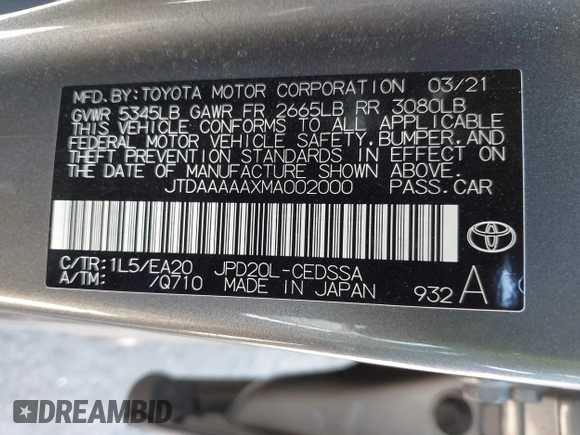 MFD.BY:TOYOTA MOTOR CORPORATION 03/21
GVWR 5345LB GAWR FR 2665LB RR 3080LB
THIS VEHICLE CONFORMS TO ALL APPLICABLE
FEDERAL MOTOR VEHICLE SAFETY,BUMPER,AND
THEFT PREVENTION STANDARDS IN EFFECT ON
THE DATE OF MANUFACTURE SHOWN ABOVE.
JTDAAAAAXMA002000 PASS.CAR
C/TR:1L5/EA20 JPD20L-CEDSSA
A/TM: /Q710 MADE IN JAPAN 932 A
DREAMBID